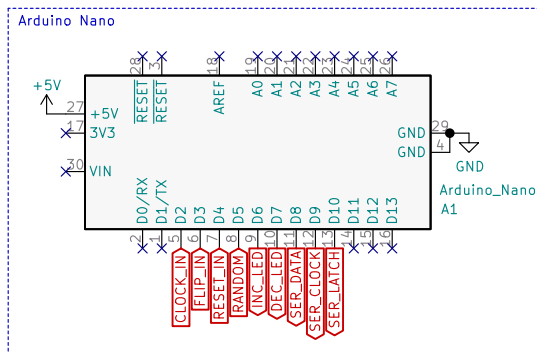 Arduino Nano
28
3
18
19
20
21
22
23
24
25
26
RESET
RESET
AREF
A0
A1
A2
A3
A4
A5
A6
A7
+5V
27
+5V
17
3V3
30
VIN
GND
29
GND
4
GND
Arduino_Nano
A1
D0/RX
D1/TX
D2
D3
D4
D5
D6
D7
D8
D9
D10
D11
D12
D13
2
1
5
6
7
8
9
10
11
12
13
14
15
16
CLOCK_IN
FLIP_IN
RESET_IN
RANDOM
INC_LED
DEC_LED
SER_DATA
SER_CLOCK
SER_LATCH